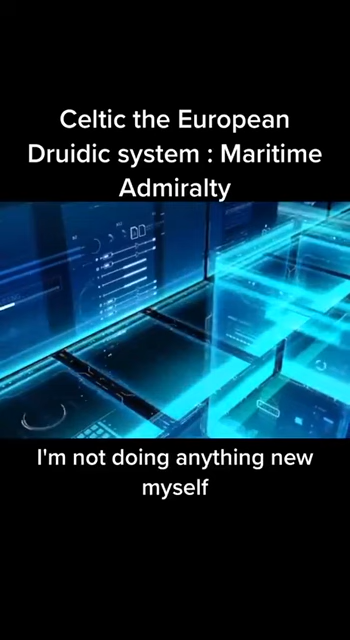 Celtic the European
Druidic system : Maritime
Admiralty
I'm not doing anything new
myself